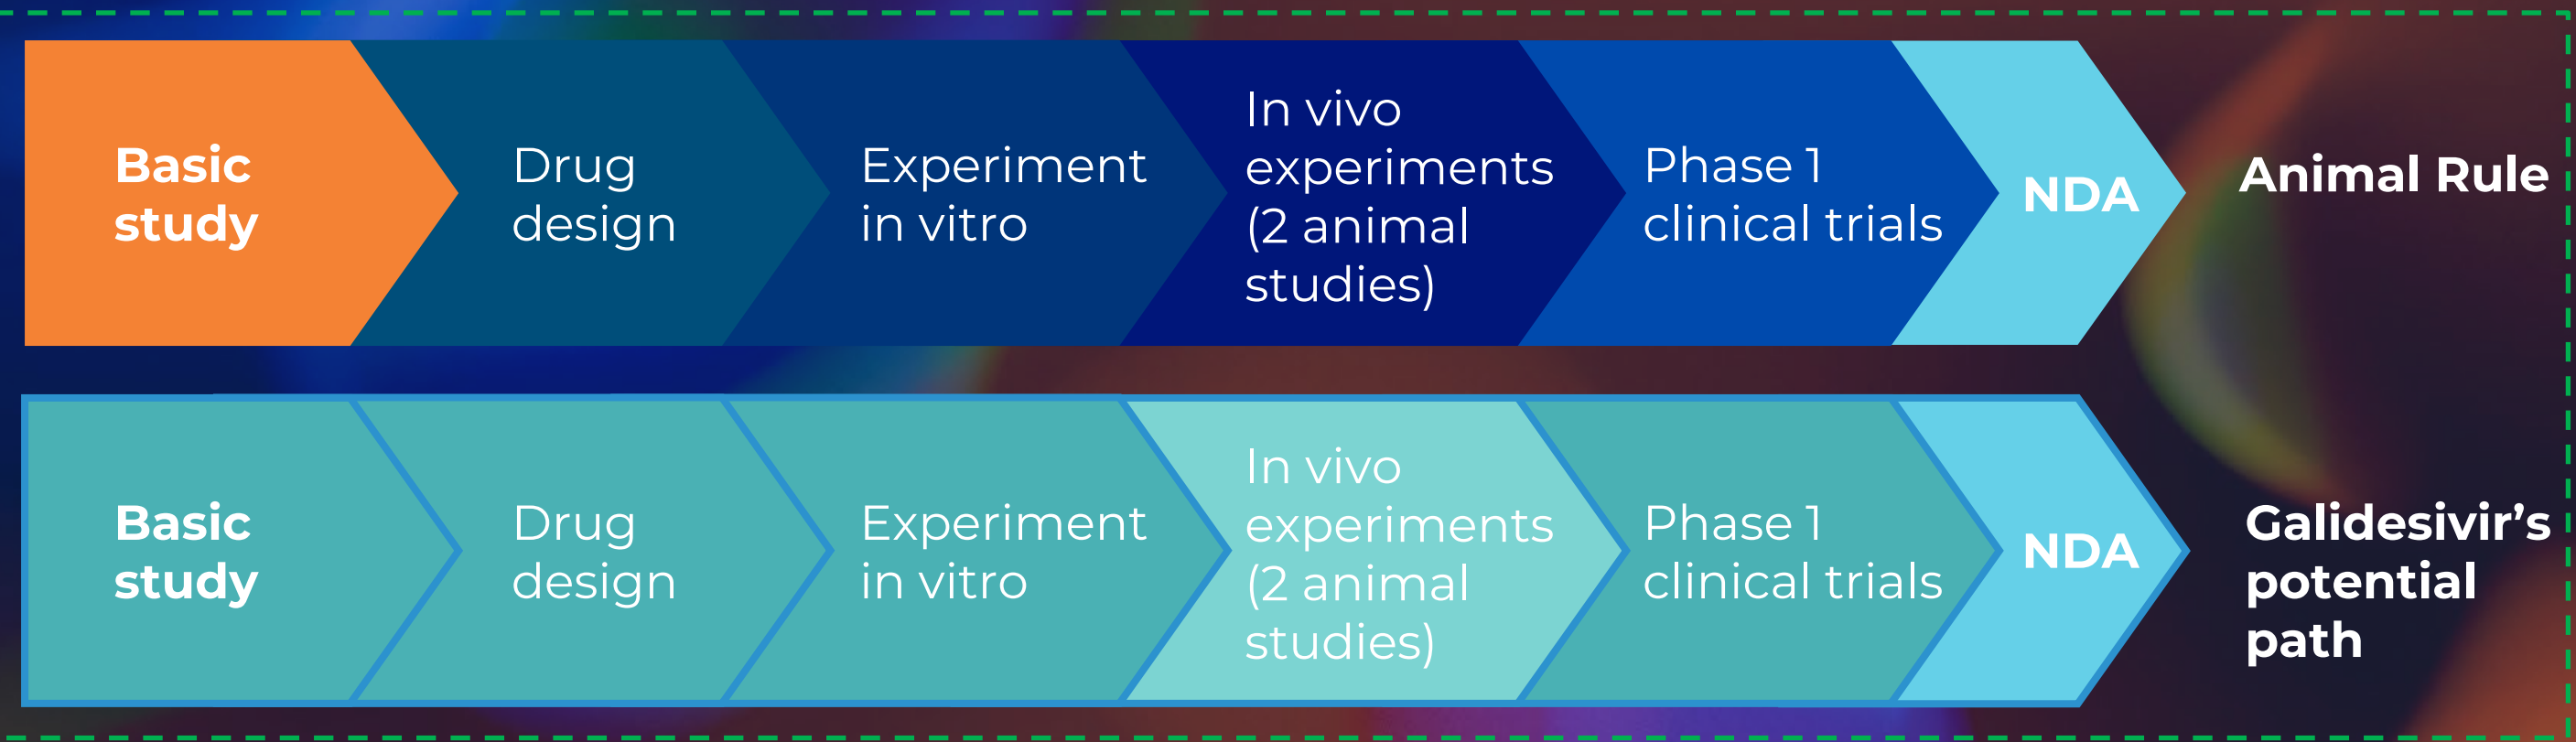 Basic
study
Drug
design
Experiment
in vitro
In vivo
experiments
(2 animal
studies)
Phase 1
clinical trials
NDA
Animal Rule
Basic
study
Drug
design
Experiment
in vitro
In vivo
experiments
(2 animal
studies)
Phase 1
clinical trials
NDA
Galidesivir’s
potential
path